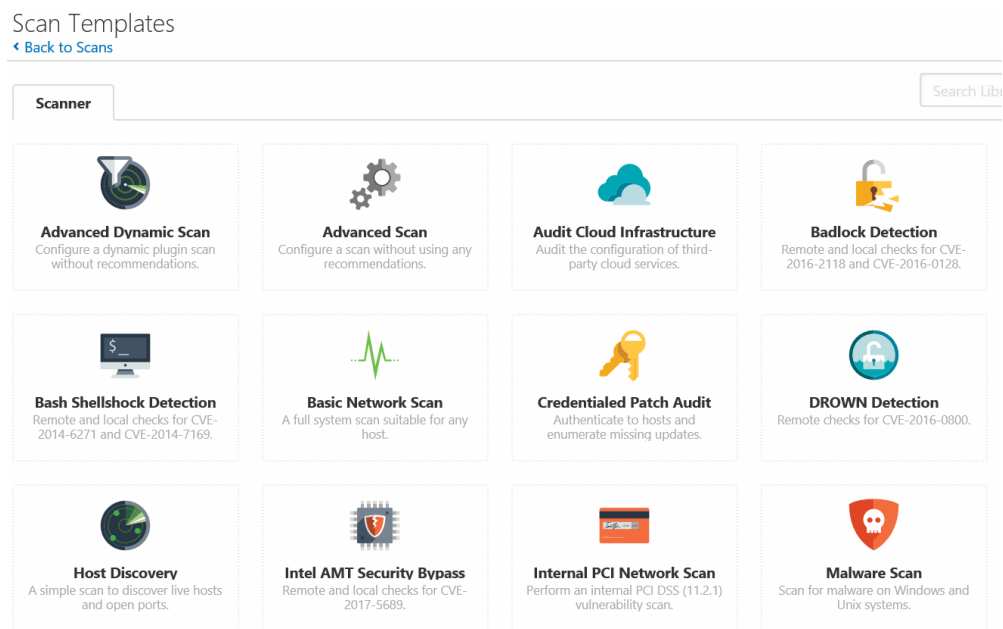 Scan Templates
Back to Scans
Scanner
Search Libr
Advanced Dynamic Scan
Configure a dynamic plugin scan
without recommendations.
Advanced Scan
Configure a scan without using any
recommendations.
Audit Cloud Infrastructure
Audit the configuration of third-
party cloud services.
Badlock Detection
Remote and local checks for CVE-
2016-2118 and CVE-2016-0128.
$_
Bash Shellshock Detection
Remote and local checks for CVE-
2014-6271 and CVE-2014-7169.
Basic Network Scan
A full system scan suitable for any
host.
Credentialed Patch Audit
Authenticate to hosts and
enumerate missing updates.
DROWN Detection
Remote checks for CVE-2016-0800.
Host Discovery
A simple scan to discover live hosts
and open ports.
Intel AMT Security Bypass
Remote and local checks for CVE-
2017-5689.
Internal PCI Network Scan
Perform an internal PCI DSS (11.2.1)
vulnerability scan.
Malware Scan
Scan for malware on Windows and
Unix systems.